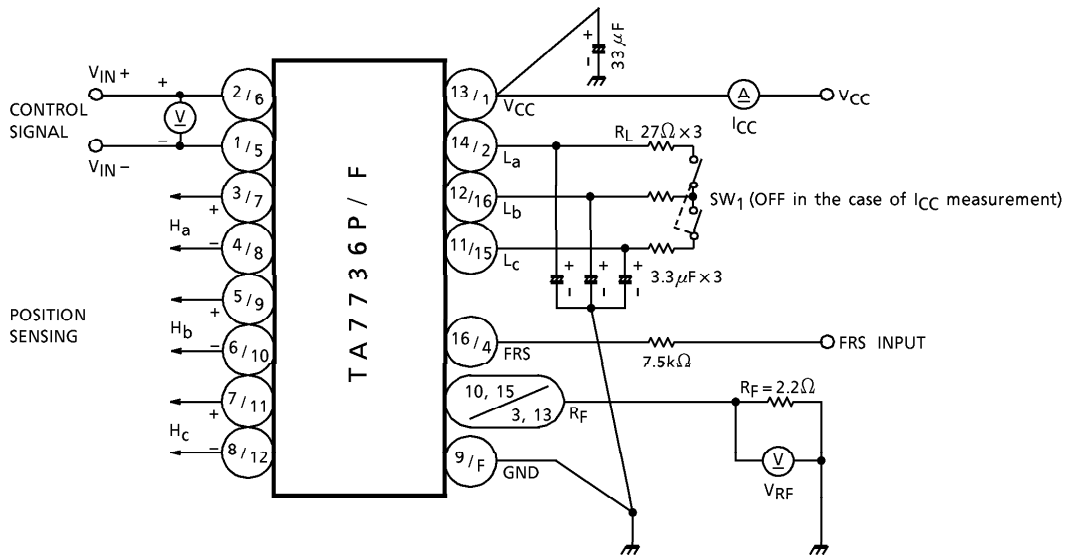 33 µF
+
-
V_IN+
+
2/6
13/1
V_CC
A
I_CC
V_CC
CONTROL
SIGNAL
V
-
1/5
V_IN-
14/2
L_a
R_L 27Ω×3
3/7
+
H_a
-
4/8
12/16
L_b
SW_1 (OFF in the case of I_CC measurement)
11/15
L_c
+
+
+
-
-
-
3.3µF×3
TA7736P/F
5/9
+
POSITION
SENSING
H_b
-
6/10
16/4
FRS
7.5kΩ
FRS INPUT
7/11
+
H_c
-
8/12
10, 15
3, 13
R_F
R_F=2.2Ω
V
V_RF
9/F
GND